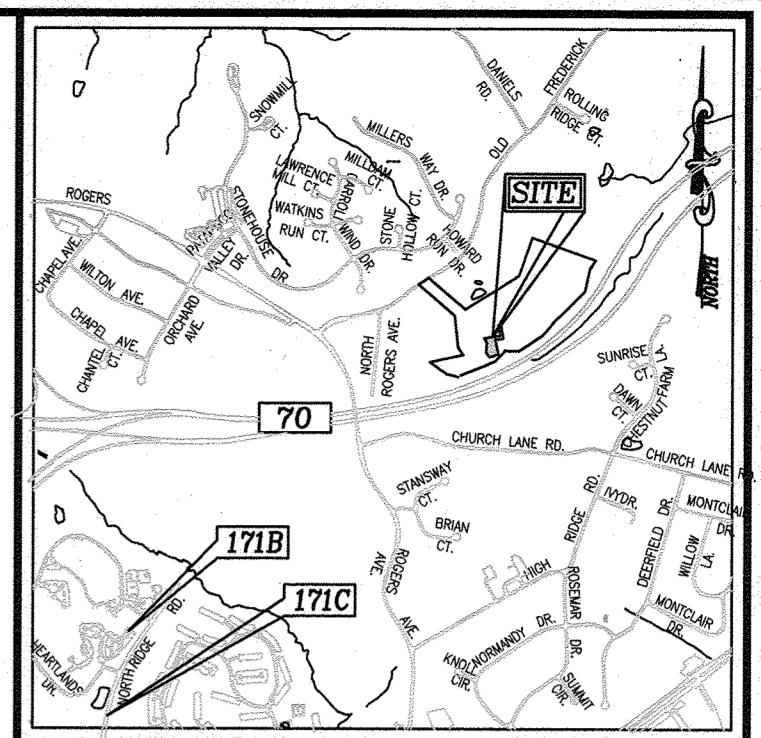 SNOWMILL
CT.
DANIELS
RD.
OLD
FREDERICK
ROLLING
RIDGE CT.
MILLERS
WAY DR.
LAWRENCE
MILL CT.
MILLDAM
CT.
CARROLL
WIND DR.
WATKINS
RUN CT.
STONE
HOLLOW CT.
HOWARD
RUN DR.
SITE
NORTH
ROGERS
STONEHOUSE
DR
PATAPSCO
VALLEY
DR.
CHAPEL AVE.
WILTON AVE.
CHAPEL AVE.
ORCHARD
AVE.
CHANTEL
CT.
NORTH
ROGERS AVE.
70
SUNRISE
CT.
DAWN
CT.
CHESTNUT FARM
LA.
CHURCH LANE RD.
CHURCH LANE RD.
STANSWAY
CT.
BRIAN
CT.
ROGERS
AVE.
AVE.
RIDGE
RD.
HIGH
IVY DR.
DEERFIELD
DR.
MONTCLAIR
DR.
WILLOW
LA.
MONTCLAIR
DR.
ROSEMAR
DR.
NORMANDY DR.
KNOLL
CIR.
SUMMIT
CIR.
171B
171C
NORTH RIDGE
RD.
HEARTLANDS
DR.